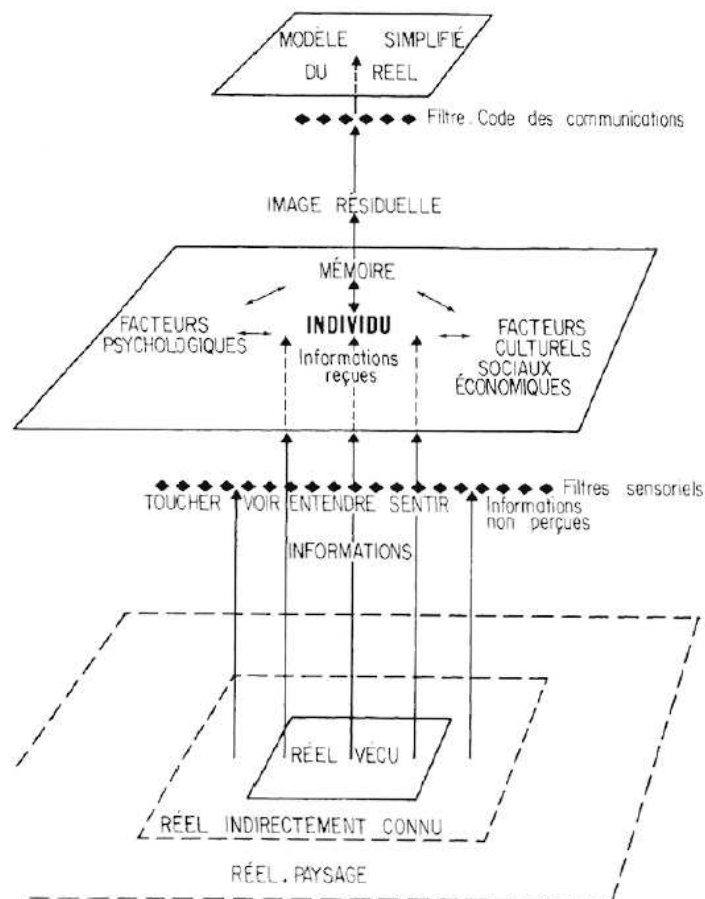 MODÈLE SIMPLIFIÉ
DU REEL
Filtre. Code des communications
IMAGE RÉSIDUELLE
MÉMOIRE
FACTEURS
PSYCHOLOGIQUES
INDIVIDU
Informations
reçues
FACTEURS
CULTURELS
SOCIAUX
ÉCONOMIQUES
Filtres sensoriels
TOUCHER VOIR ENTENDRE SENTIR
Informations
non perçues
INFORMATIONS
RÉEL VÉCU
RÉEL INDIRECTEMENT CONNU
RÉEL. PAYSAGE